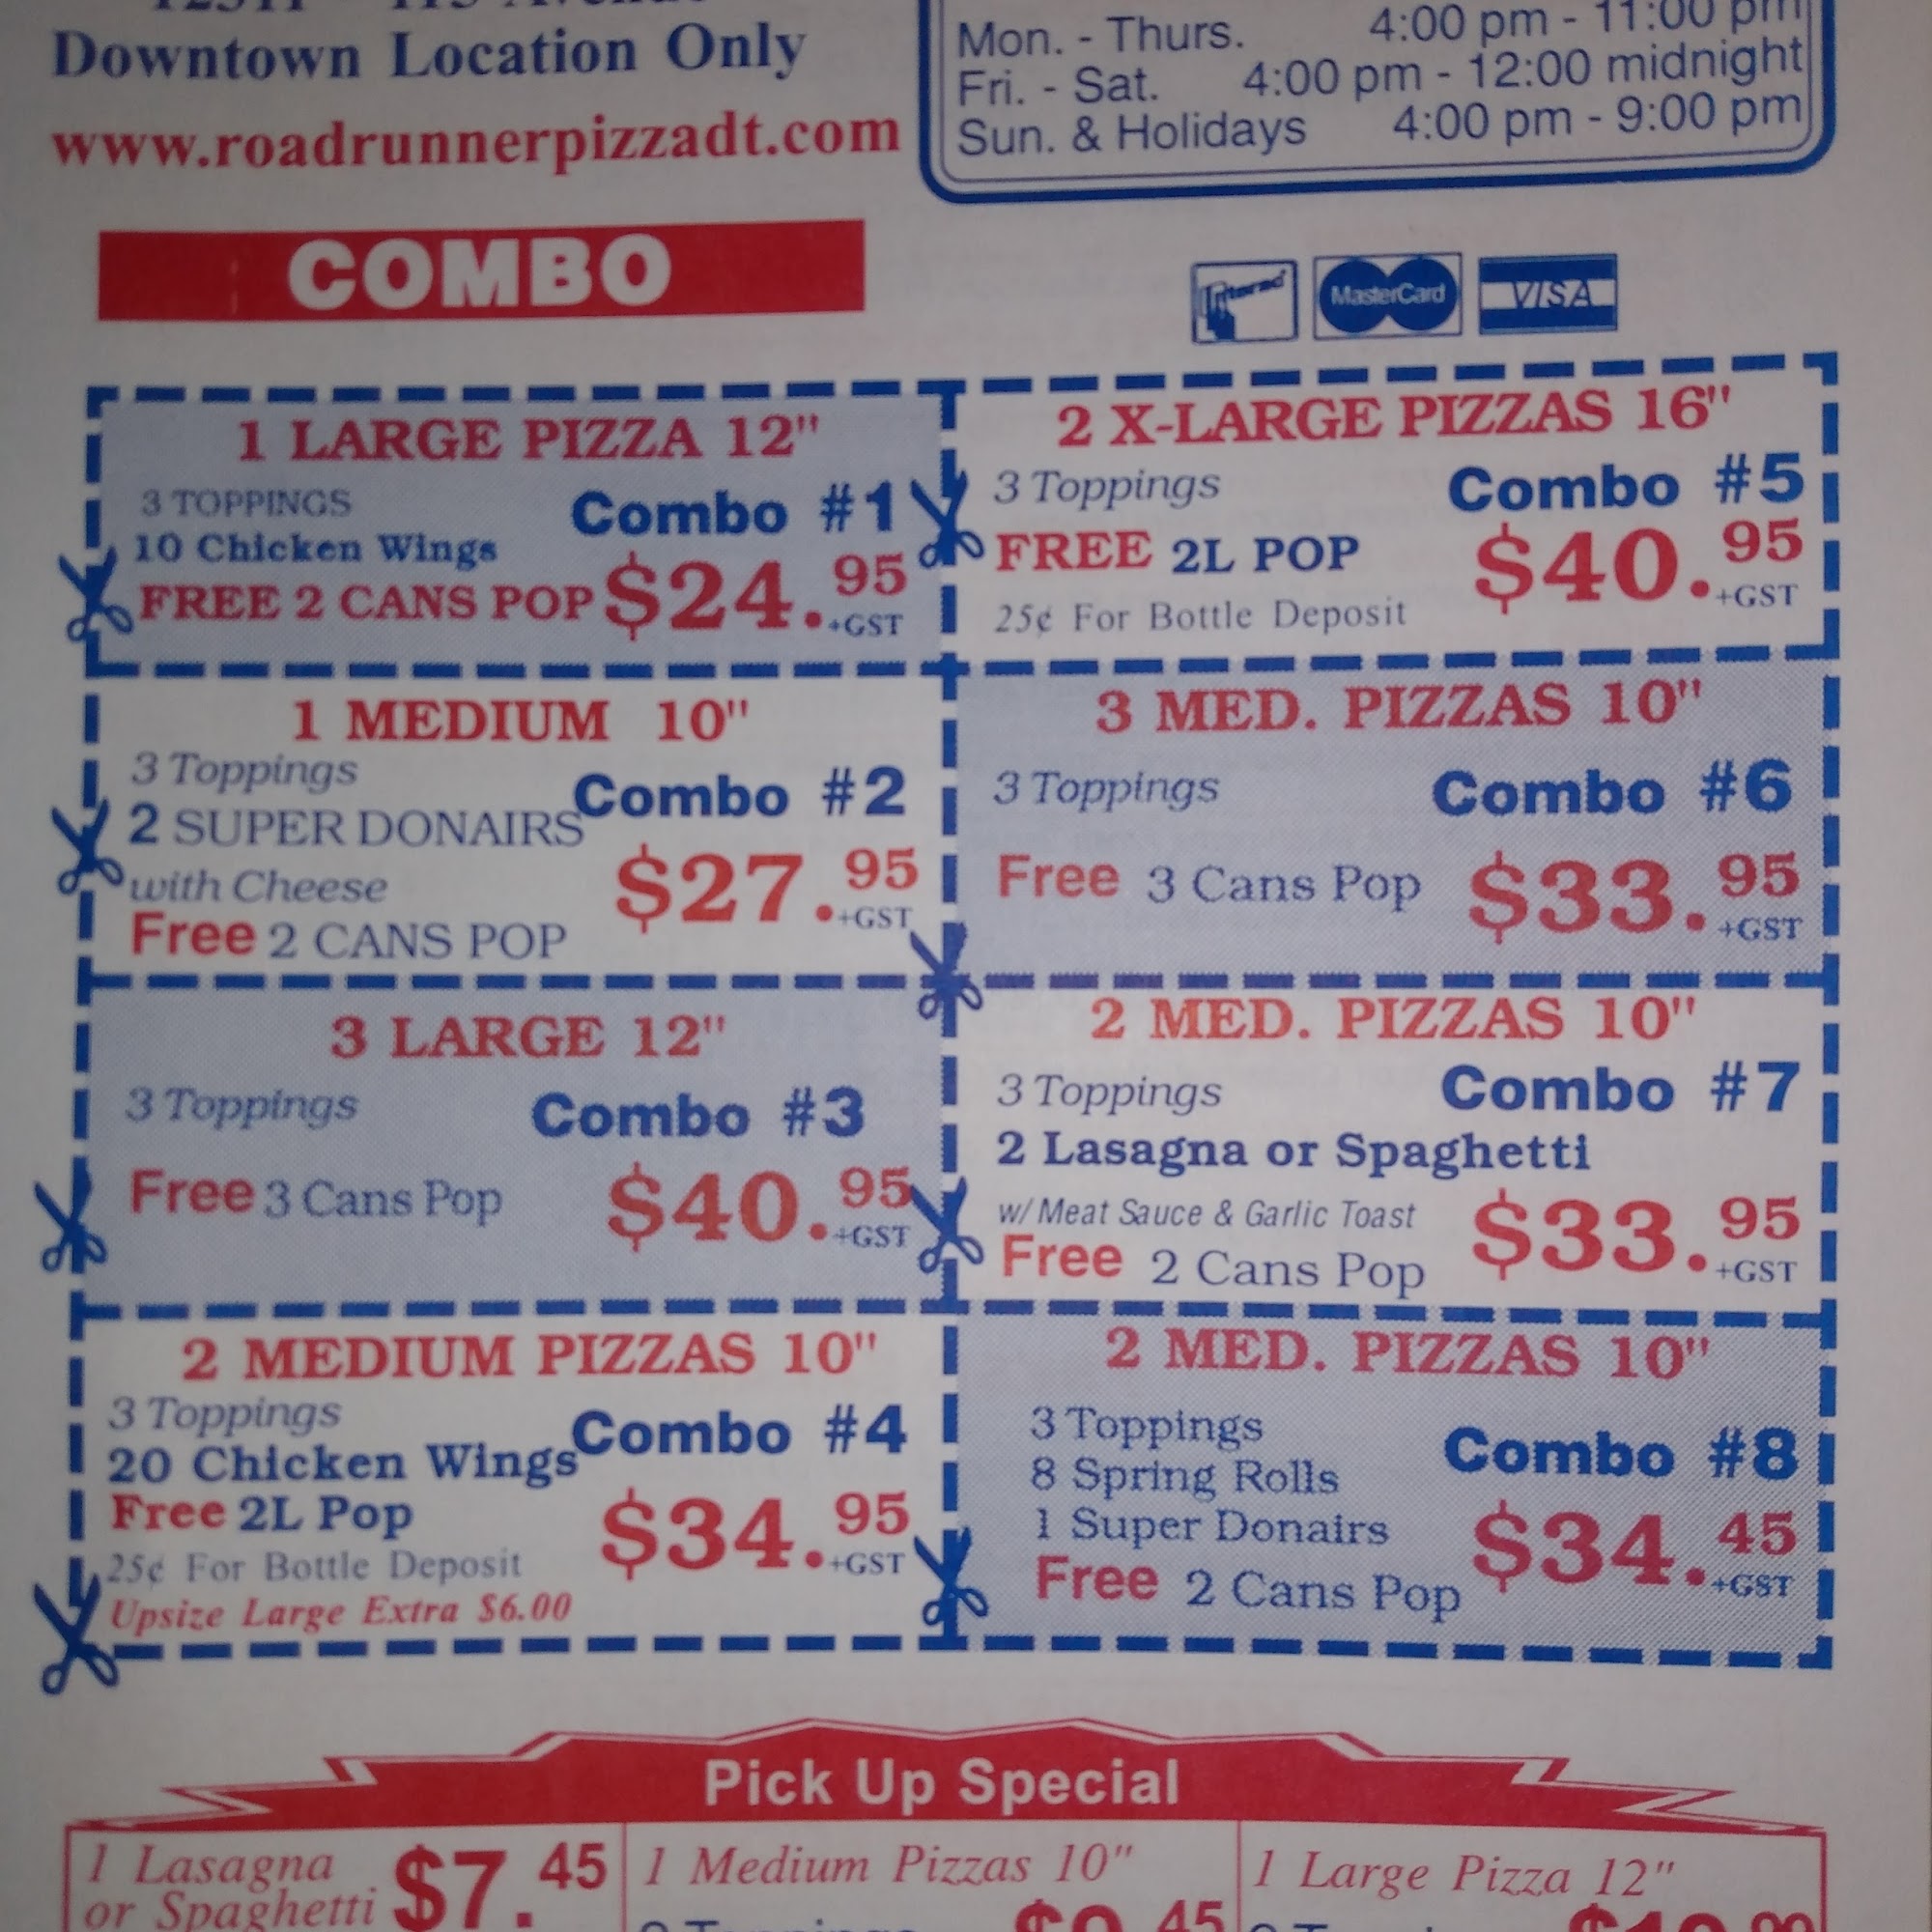 Downtown Location Only
www.roadrunnerpizzadt.com
Mon. - Thurs. 4:00 pm - 11:00 pm
Fri. - Sat. 4:00 pm - 12:00 midnight
Sun. & Holidays 4:00 pm - 9:00 pm
COMBO
MasterCard
VISA
1 LARGE PIZZA 12"
3 TOPPINGS
Combo #1
10 Chicken Wings
FREE 2 CANS POP $24.95
+GST
2 X-LARGE PIZZAS 16"
3 Toppings
Combo #5
FREE 2L POP
$40.95
+GST
25¢ For Bottle Deposit
1 MEDIUM 10"
3 Toppings
Combo #2
2 SUPER DONAIRS
with Cheese
$27.95
+GST
Free 2 CANS POP
3 MED. PIZZAS 10"
3 Toppings
Combo #6
Free 3 Cans Pop
$33.95
+GST
3 LARGE 12"
3 Toppings
Combo #3
Free 3 Cans Pop
$40.95
+GST
2 MED. PIZZAS 10"
3 Toppings
Combo #7
2 Lasagna or Spaghetti
w/ Meat Sauce & Garlic Toast
$33.95
+GST
Free 2 Cans Pop
2 MEDIUM PIZZAS 10"
3 Toppings
Combo #4
20 Chicken Wings
Free 2L Pop
$34.95
+GST
25¢ For Bottle Deposit
Upsize Large Extra $6.00
2 MED. PIZZAS 10"
3 Toppings
Combo #8
8 Spring Rolls
1 Super Donairs
$34.45
+GST
Free 2 Cans Pop
Pick Up Special
1 Lasagna
or Spaghetti
$7.45
1 Medium Pizzas 10"
1 Large Pizza 12"